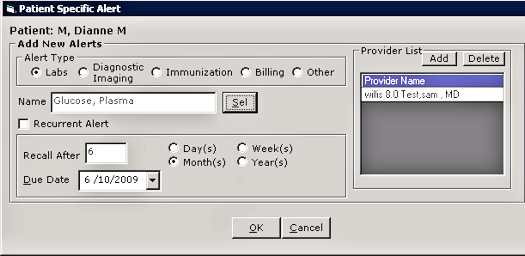 Patient Specific Alert
Patient: M, Dianne M
Add New Alerts
Alert Type
Labs Diagnostic Imaging Immunization Billing Other
Name Glucose, Plasma Sel
Recurrent Alert
Recall After 6 Day(s) Week(s)
Month(s) Year(s)
Due Date 6 /10/2009
Provider List Add Delete
Provider Name
willis 8.0 Test,sam , MD
OK Cancel